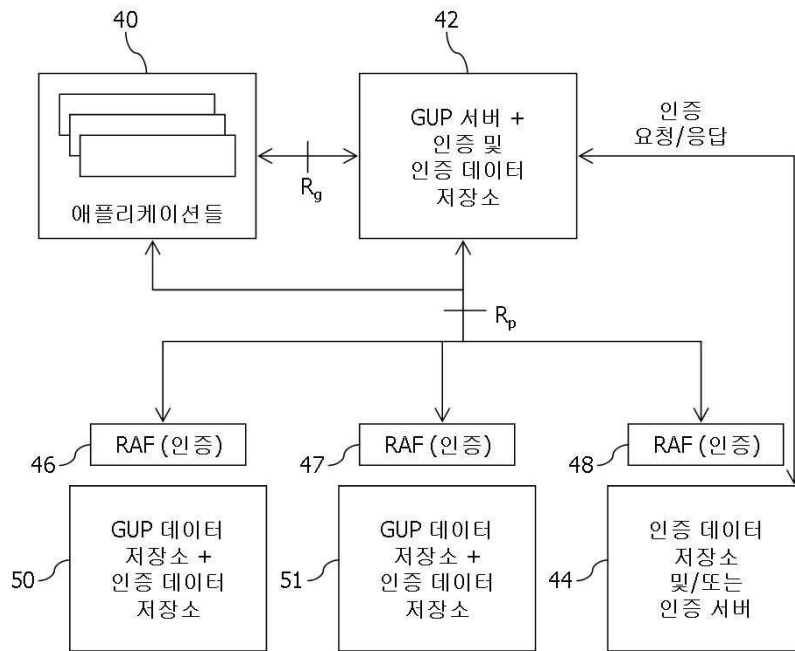 40
42
GUP 서버 +
인증 및
인증 데이터
저장소
인증
요청/응답
애플리케이션들
Rg
Rp
46
RAF (인증)
47
RAF (인증)
48
RAF (인증)
50
GUP 데이터
저장소 +
인증 데이터
저장소
51
GUP 데이터
저장소 +
인증 데이터
저장소
44
인증 데이터
저장소
및/또는
인증 서버